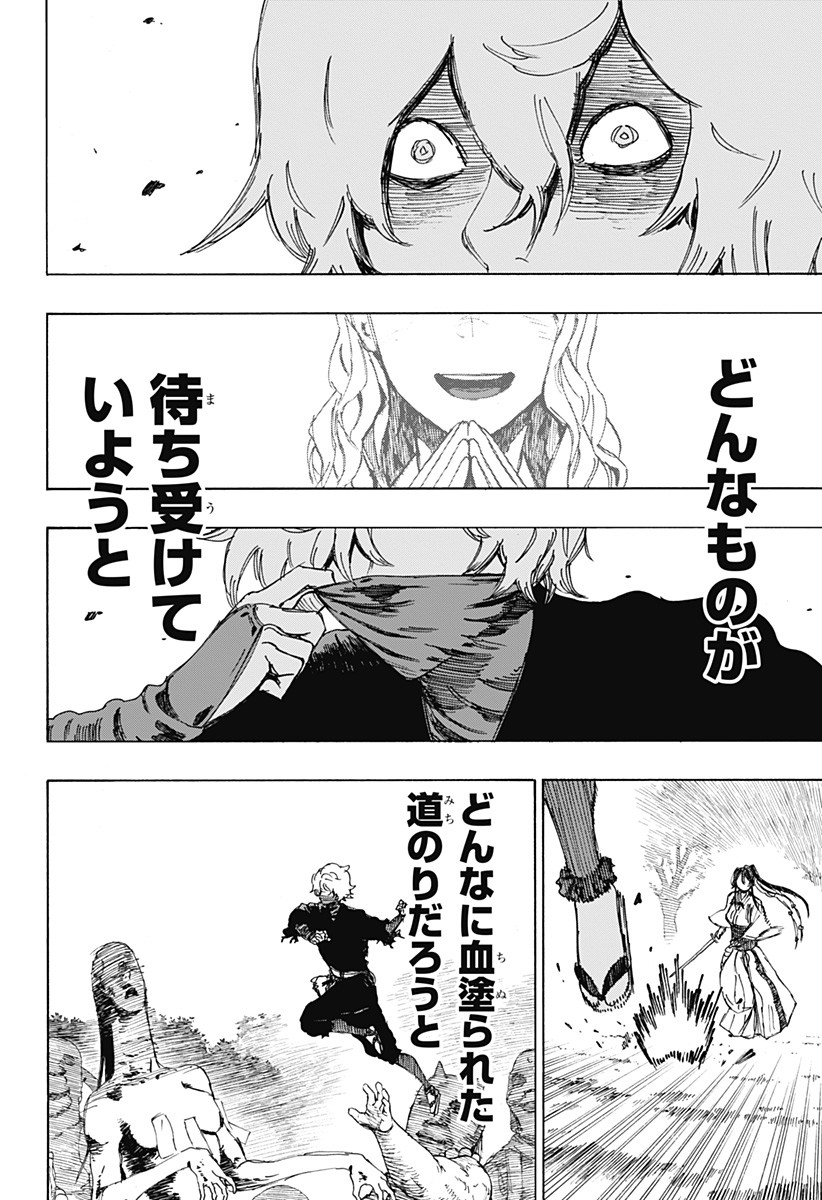 どんなものが
待ち受けて
いようと
どんなに血塗られた
道のりだろうと